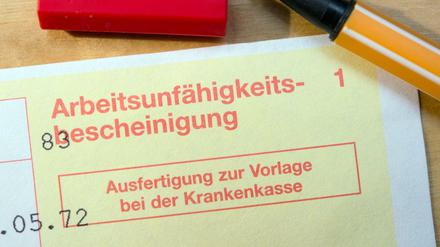 Arbeitsunfähigkeits- 1
bescheinigung
83
Ausfertigung zur Vorlage
bei der Krankenkasse
.05.72